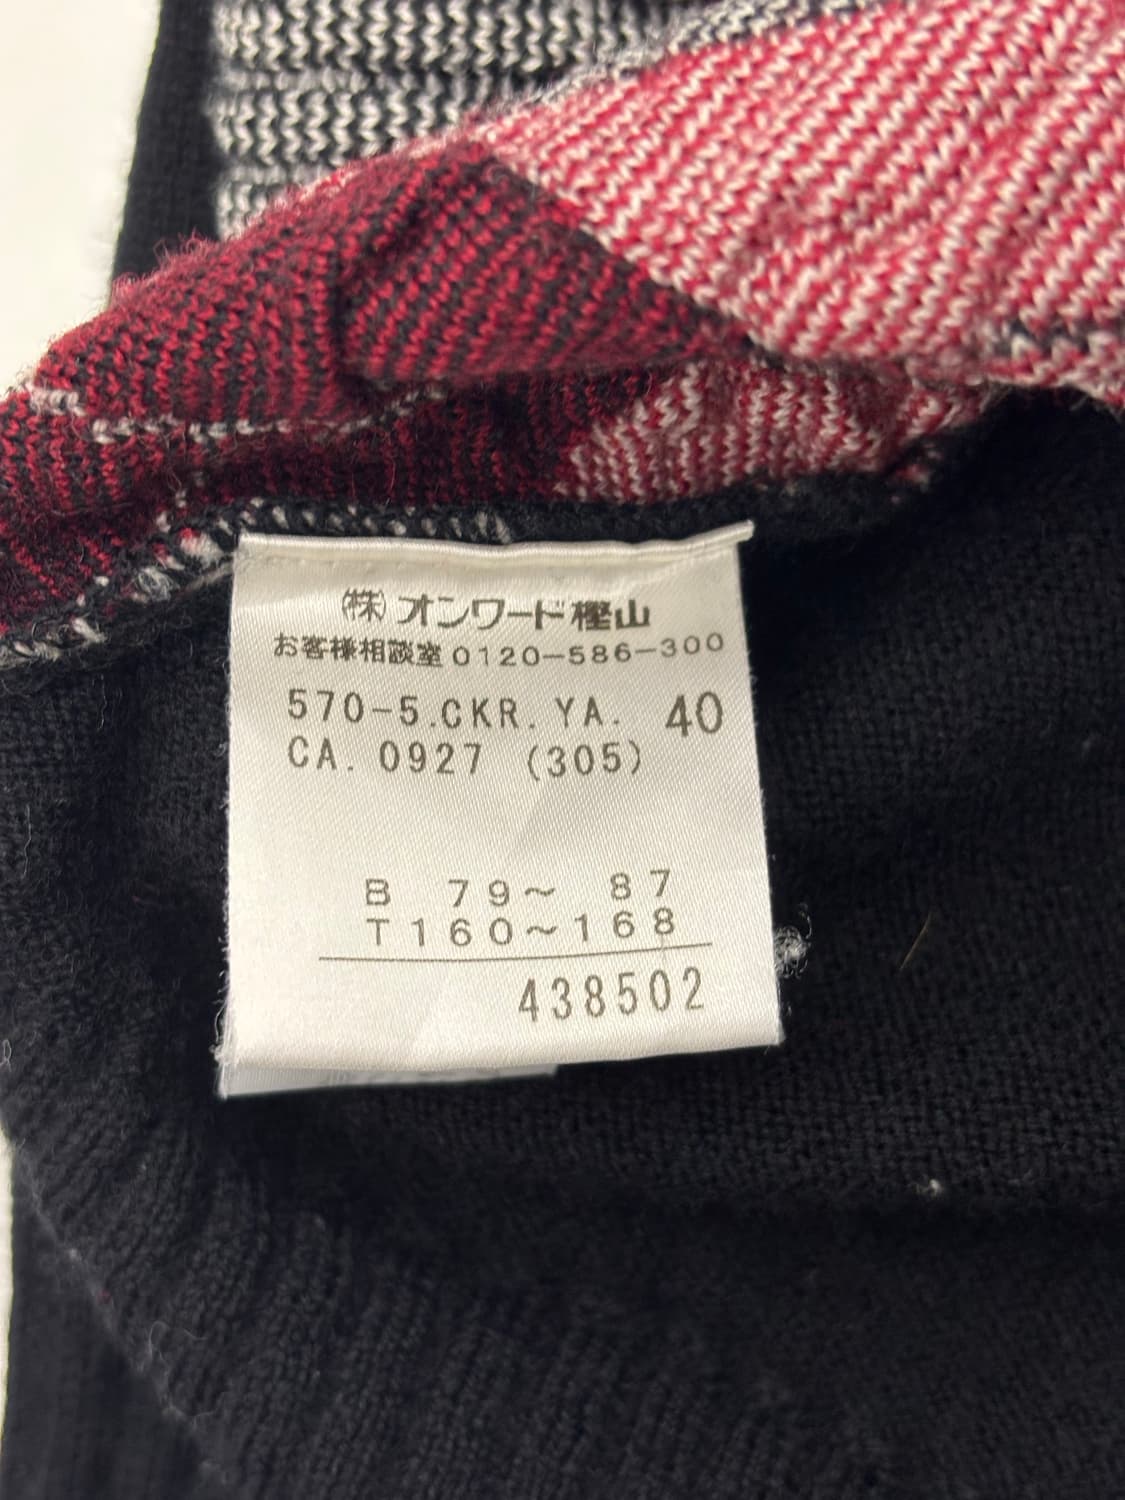 ㈱オンワード樫山
お客様相談室0120-586-300
570-5.CKR.YA. 40
CA. 0927 (305)
B 79~ 87
T160~168
438502